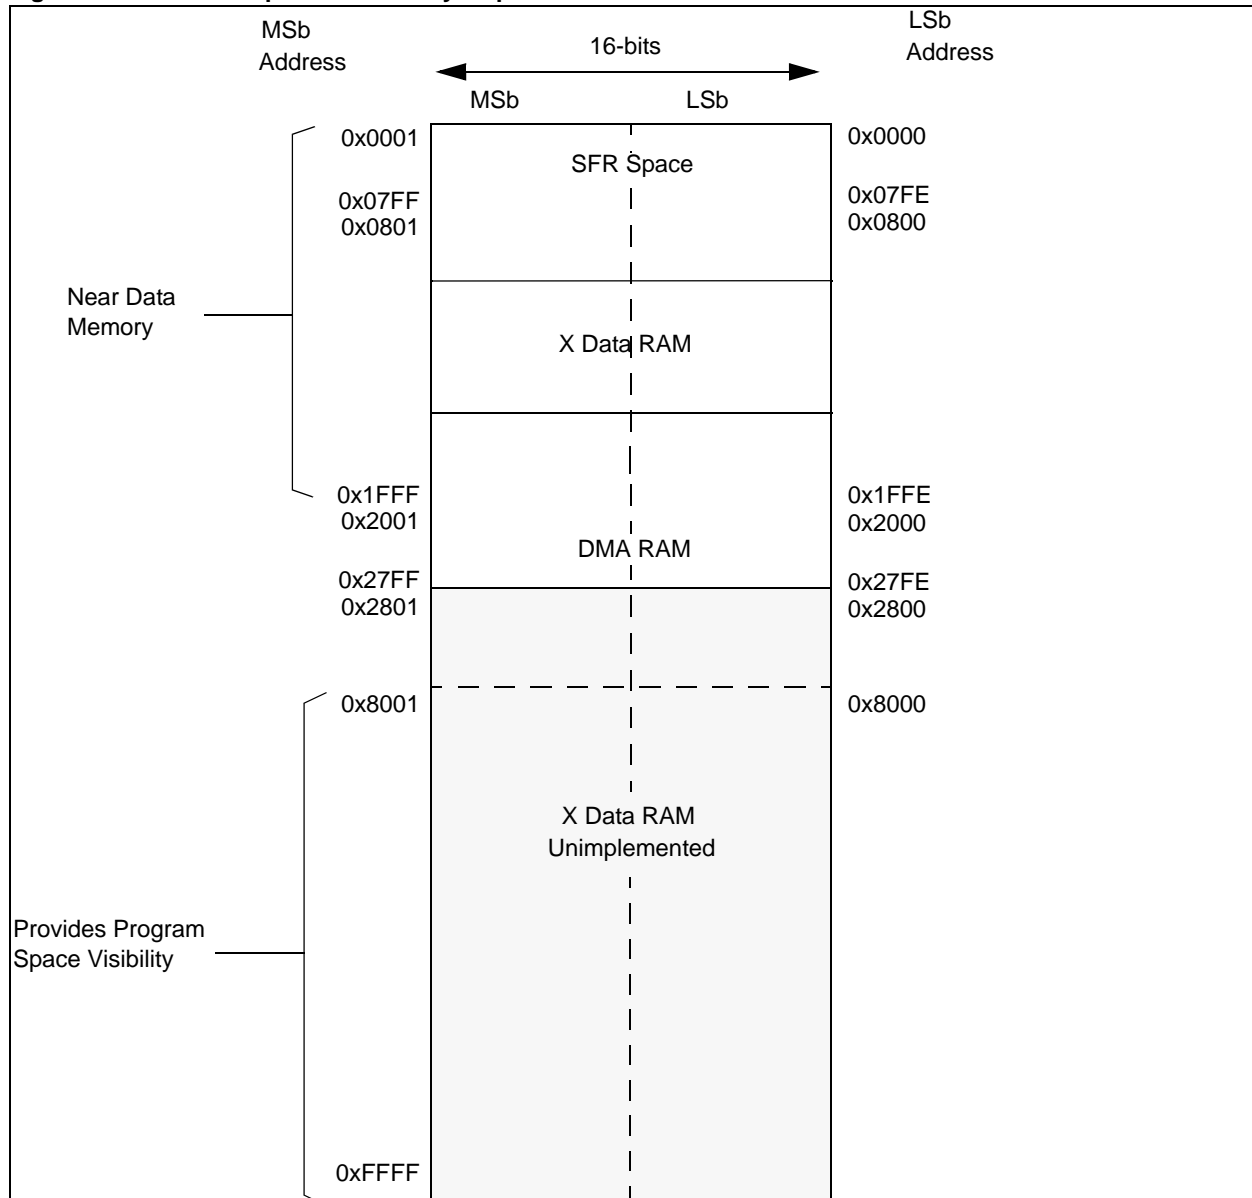 MSb
Address
16-bits
LSb
Address
MSb
LSb
0x0001
0x0000
SFR Space
0x07FF
0x07FE
0x0801
0x0800
Near Data
Memory
X Data RAM
0x1FFF
0x1FFE
0x2001
0x2000
DMA RAM
0x27FF
0x27FE
0x2801
0x2800
0x8001
0x8000
X Data RAM
Unimplemented
Provides Program
Space Visibility
0xFFFF